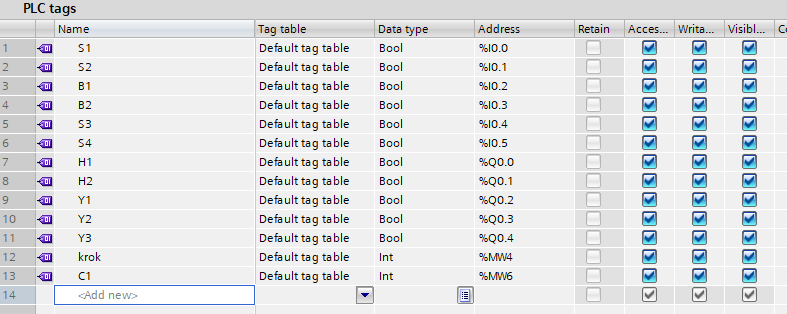 PLC tags
Name Tag table Data type Address Retain Acces... Writa... Visibl... Co
1 S1 Default tag table Bool %I0.0
2 S2 Default tag table Bool %I0.1
3 B1 Default tag table Bool %I0.2
4 B2 Default tag table Bool %I0.3
5 S3 Default tag table Bool %I0.4
6 S4 Default tag table Bool %I0.5
7 H1 Default tag table Bool %Q0.0
8 H2 Default tag table Bool %Q0.1
9 Y1 Default tag table Bool %Q0.2
10 Y2 Default tag table Bool %Q0.3
11 Y3 Default tag table Bool %Q0.4
12 krok Default tag table Int %MW4
13 C1 Default tag table Int %MW6
14 <Add new>